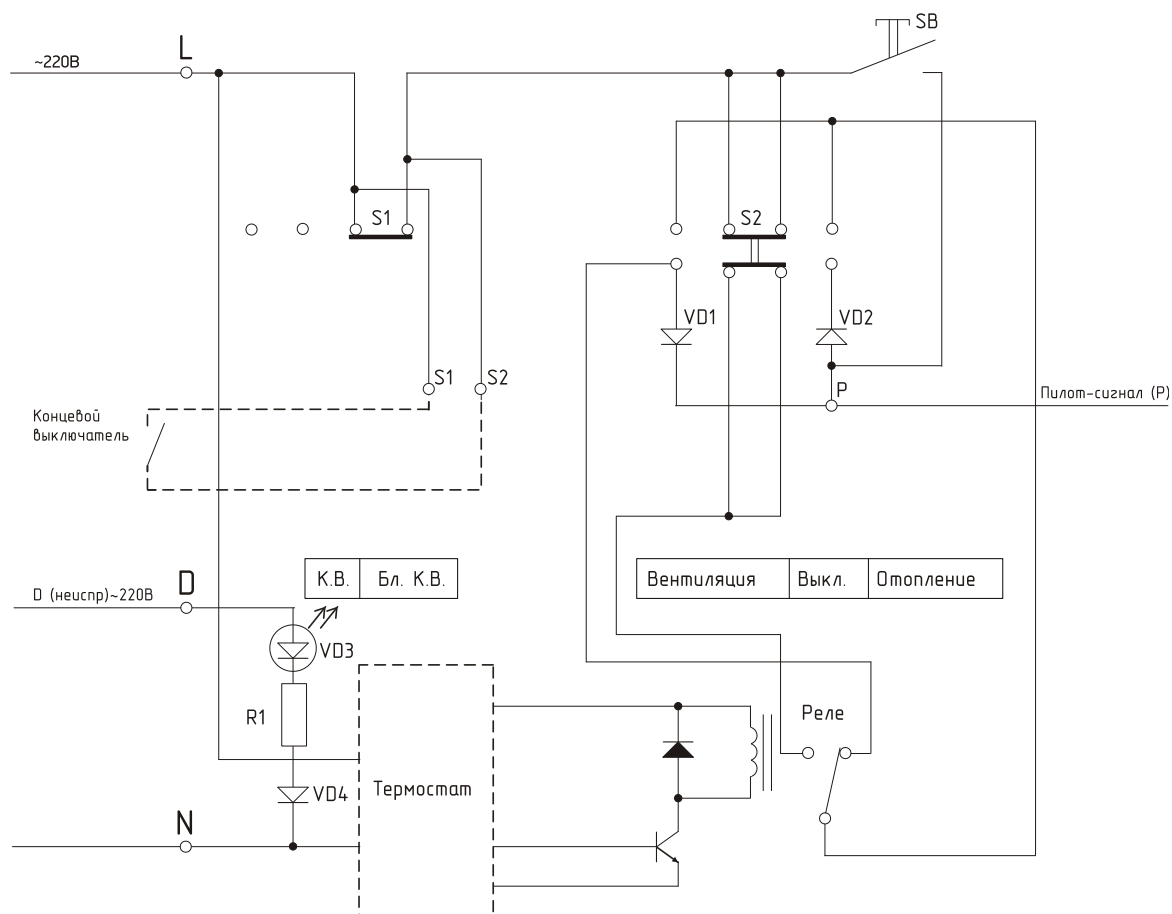 SB
L
~220В
S1
S2
VD1
VD2
S1
S2
P
Пилот-сигнал (P)
Концевой
выключатель
D
К.В.
Бл. К.В.
Вентиляция
Выкл.
Отопление
D (неиспр)~220В
VD3
R1
Реле
Термостат
VD4
N